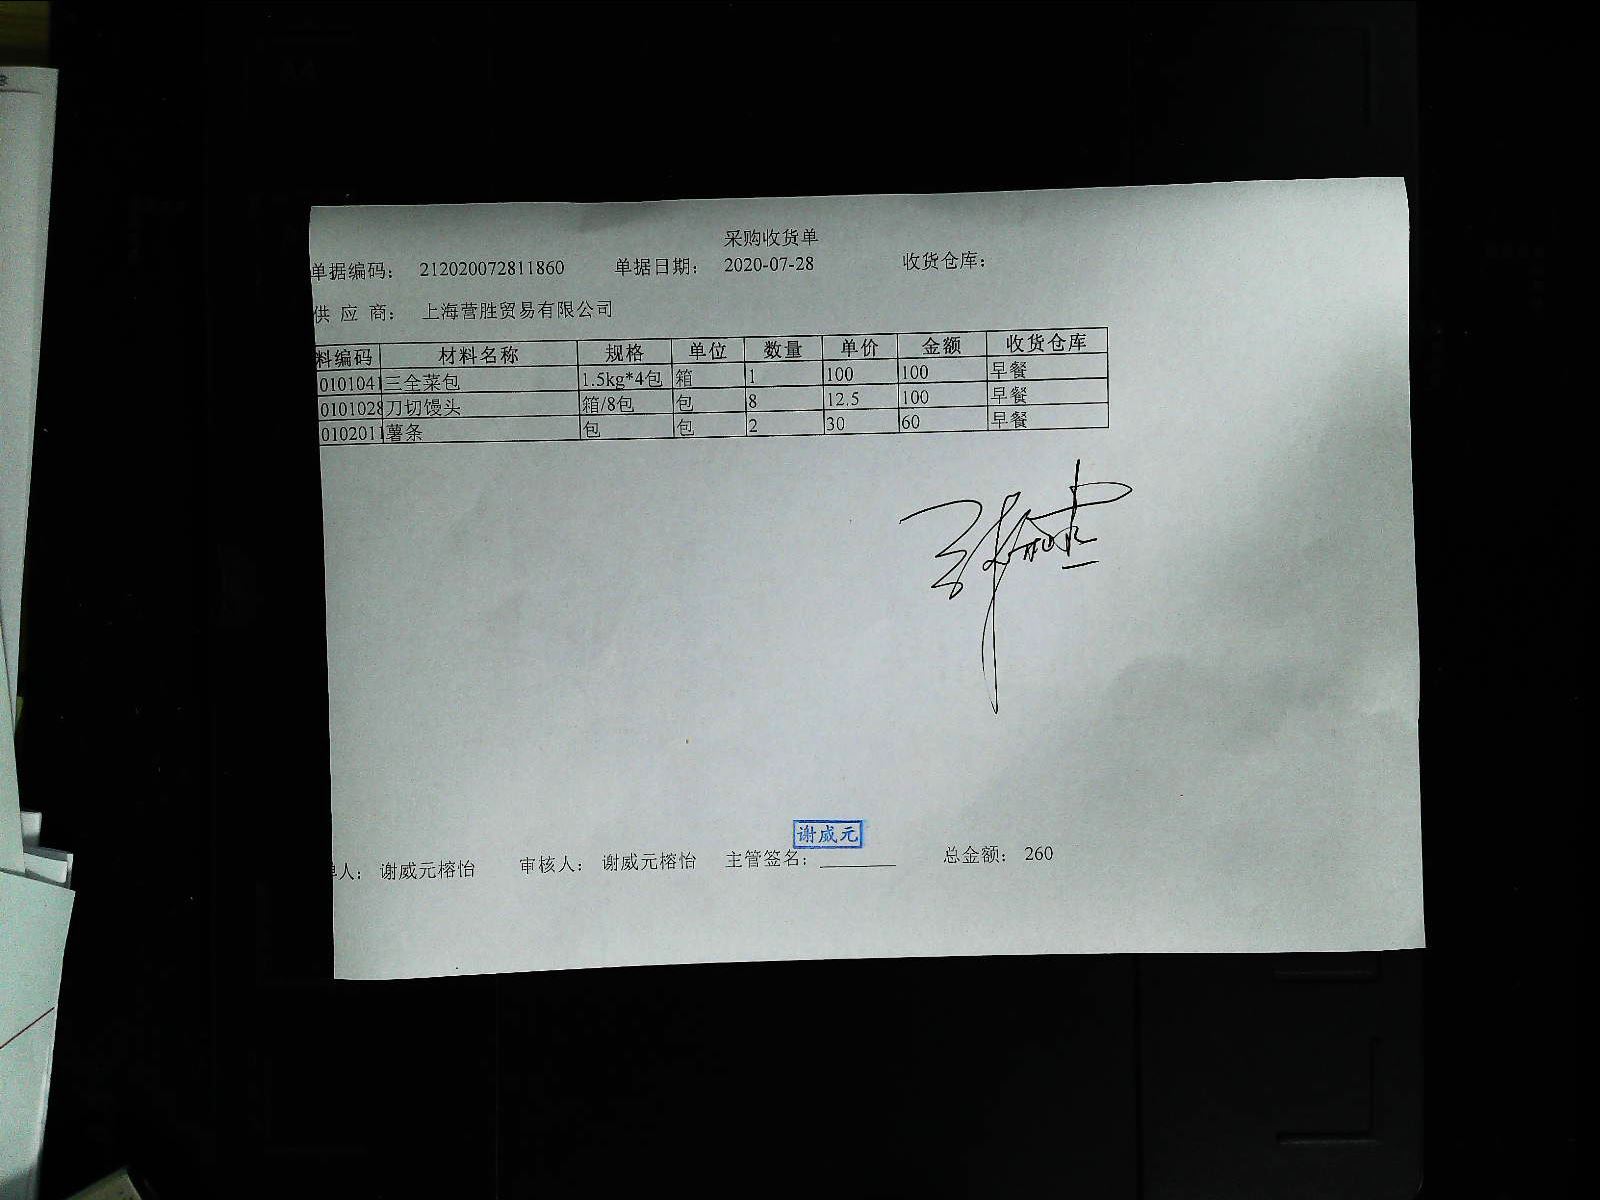 采购收货单
单据编码： 212020072811860 单据日期： 2020-07-28 收货仓库：
供 应 商： 上海营胜贸易有限公司
料编码 材料名称 规格 单位 数量 单价 金额 收货仓库
0101041 三全菜包 1.5kg*4包 箱 1 100 100 早餐
0101028 刀切馒头 箱/8包 包 8 12.5 100 早餐
0102011 薯条 包 包 2 30 60 早餐
谢威元
单人： 谢威元榕怡 审核人： 谢威元榕怡 主管签名：________ 总金额： 260